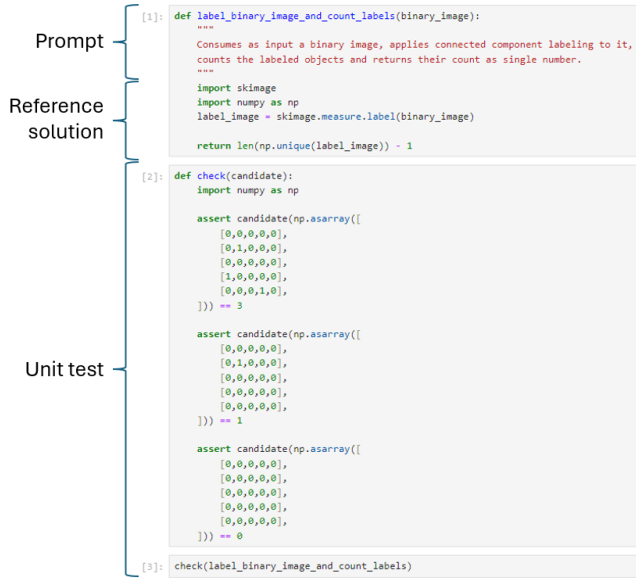 Prompt
Reference
solution
Unit test
[1]: def label_binary_image_and_count_labels(binary_image):
"""
Consumes as input a binary image, applies connected component labeling to it,
counts the labeled objects and returns their count as single number.
"""
import skimage
import numpy as np
label_image = skimage.measure.label(binary_image)
return len(np.unique(label_image)) - 1
[2]: def check(candidate):
import numpy as np
assert candidate(np.asarray([
[0,0,0,0,0],
[0,1,0,0,0],
[0,0,0,0,0],
[1,0,0,0,0],
[0,0,0,1,0],
])) == 3
assert candidate(np.asarray([
[0,0,0,0,0],
[0,1,0,0,0],
[0,0,0,0,0],
[0,0,0,0,0],
[0,0,0,0,0],
])) == 1
assert candidate(np.asarray([
[0,0,0,0,0],
[0,0,0,0,0],
[0,0,0,0,0],
[0,0,0,0,0],
[0,0,0,0,0],
])) == 0
[3]: check(label_binary_image_and_count_labels)